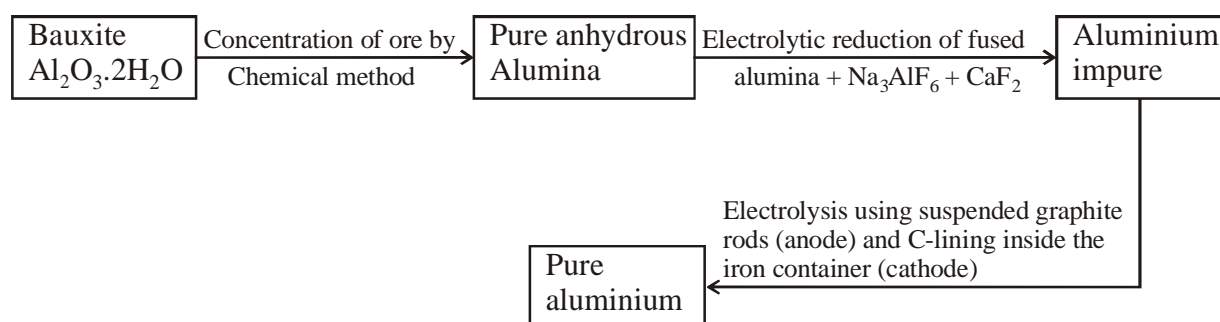 Bauxite
Al₂O₃.2H₂O
Concentration of ore by
Chemical method
Pure anhydrous
Alumina
Electrolytic reduction of fused
alumina + Na₃AlF₆ + CaF₂
Aluminium
impure
Electrolysis using suspended graphite
rods (anode) and C-lining inside the
iron container (cathode)
Pure
aluminium